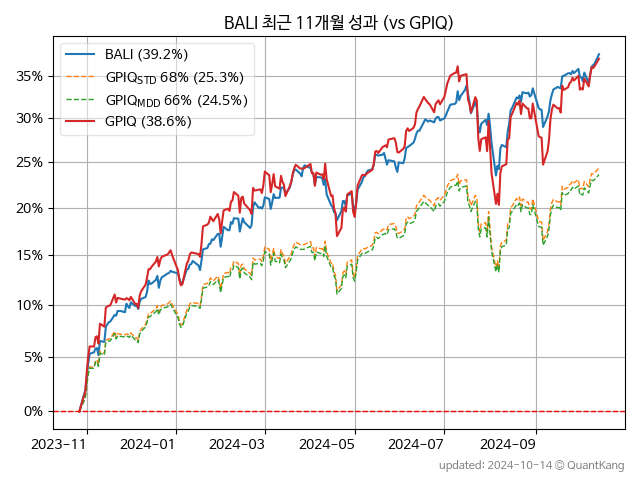 BALI 최근 11개월 성과 (vs GPIQ)
BALI (39.2%)
GPIQSTD 68% (25.3%)
GPIQMDD 66% (24.5%)
GPIQ (38.6%)
35%
30%
25%
20%
15%
10%
5%
0%
2023-11 2024-01 2024-03 2024-05 2024-07 2024-09
updated: 2024-10-14 © QuantKang